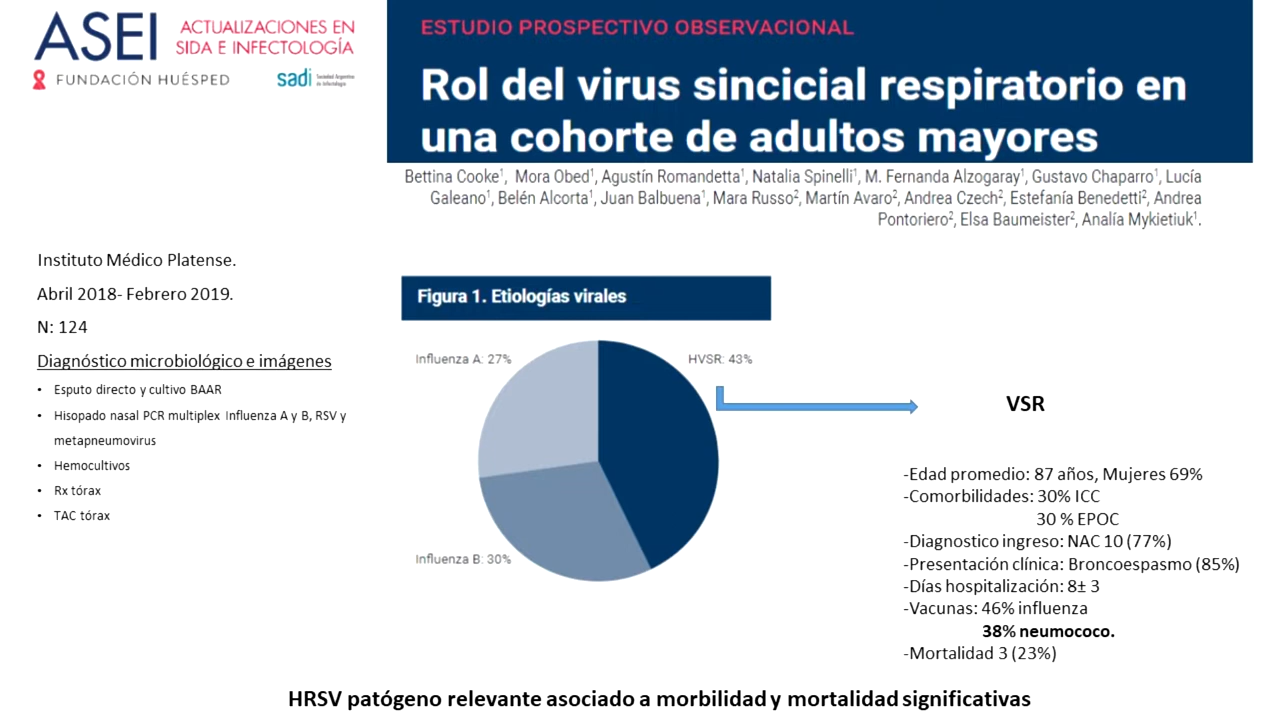 ASEI
ACTUALIZACIONES EN
SIDA E INFECTOLOGÍA
FUNDACIÓN HUÉSPED
sadi
Sociedad Argentina
de Infectología
ESTUDIO PROSPECTIVO OBSERVACIONAL
Rol del virus sincicial respiratorio en
una cohorte de adultos mayores
Bettina Cooke¹, Mora Obed¹, Agustín Romandetta¹, Natalia Spinelli¹, M. Fernanda Alzogaray¹, Gustavo Chaparro¹, Lucía
Galeano¹, Belén Alcorta¹, Juan Balbuena¹, Mara Russo², Martín Avaro², Andrea Czech², Estefanía Benedetti², Andrea
Pontoriero², Elsa Baumeister², Analía Mykietiuk¹.
Instituto Médico Platense.
Abril 2018- Febrero 2019.
N: 124
Diagnóstico microbiológico e imágenes
• Esputo directo y cultivo BAAR
• Hisopado nasal PCR multiplex Influenza A y B, RSV y
metapneumovirus
• Hemocultivos
• Rx tórax
• TAC tórax
Figura 1. Etiologías virales
Influenza A: 27%
HVSR: 43%
Influenza B: 30%
VSR
-Edad promedio: 87 años, Mujeres 69%
-Comorbilidades: 30% ICC
30 % EPOC
-Diagnostico ingreso: NAC 10 (77%)
-Presentación clínica: Broncoespasmo (85%)
-Días hospitalización: 8± 3
-Vacunas: 46% influenza
38% neumococo.
-Mortalidad 3 (23%)
HRSV patógeno relevante asociado a morbilidad y mortalidad significativas